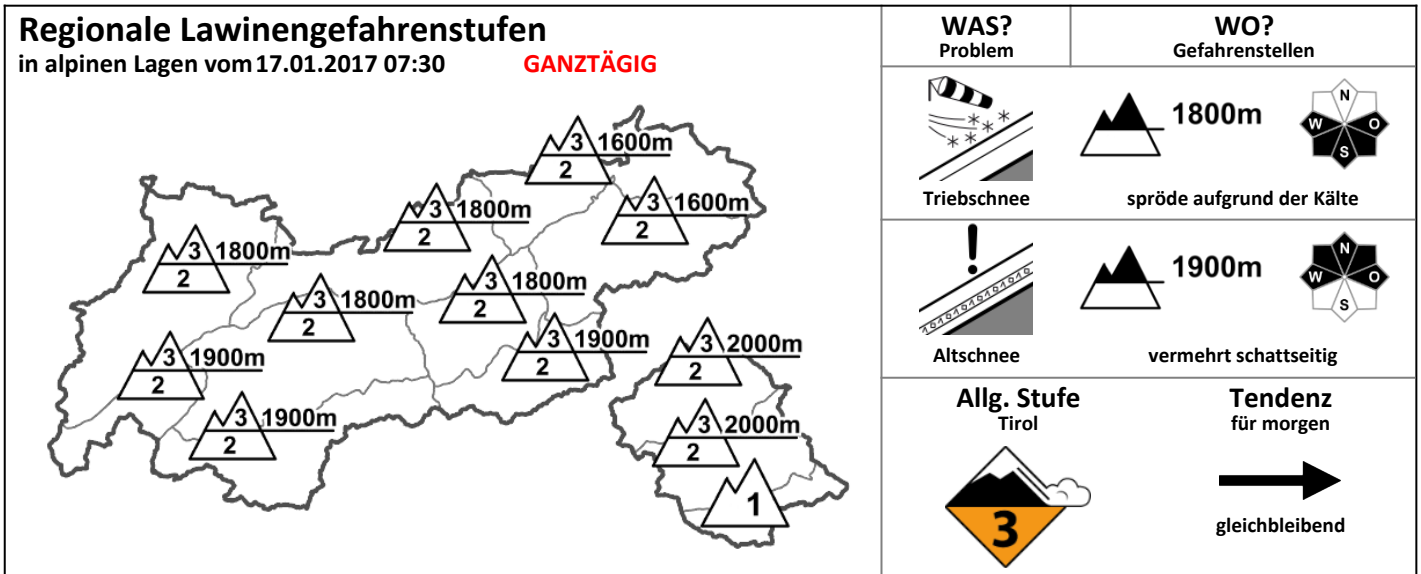 Regionale Lawinengefahrenstufen
in alpinen Lagen vom 17.01.2017 07:30 GANZTÄGIG
3 1600m
2
3 1600m
2
3 1800m
2
3 1800m
2
3 1800m
2
3 1800m
2
3 1900m
2
3 1900m
2
3 1900m
2
3 2000m
2
3 2000m
2
1
WAS?
Problem
WO?
Gefahrenstellen
1800m
N
W O
S
Triebschnee
spröde aufgrund der Kälte
!
1900m
N
W O
S
Altschnee
vermehrt schattseitig
Allg. Stufe
Tirol
3
Tendenz
für morgen
gleichbleibend